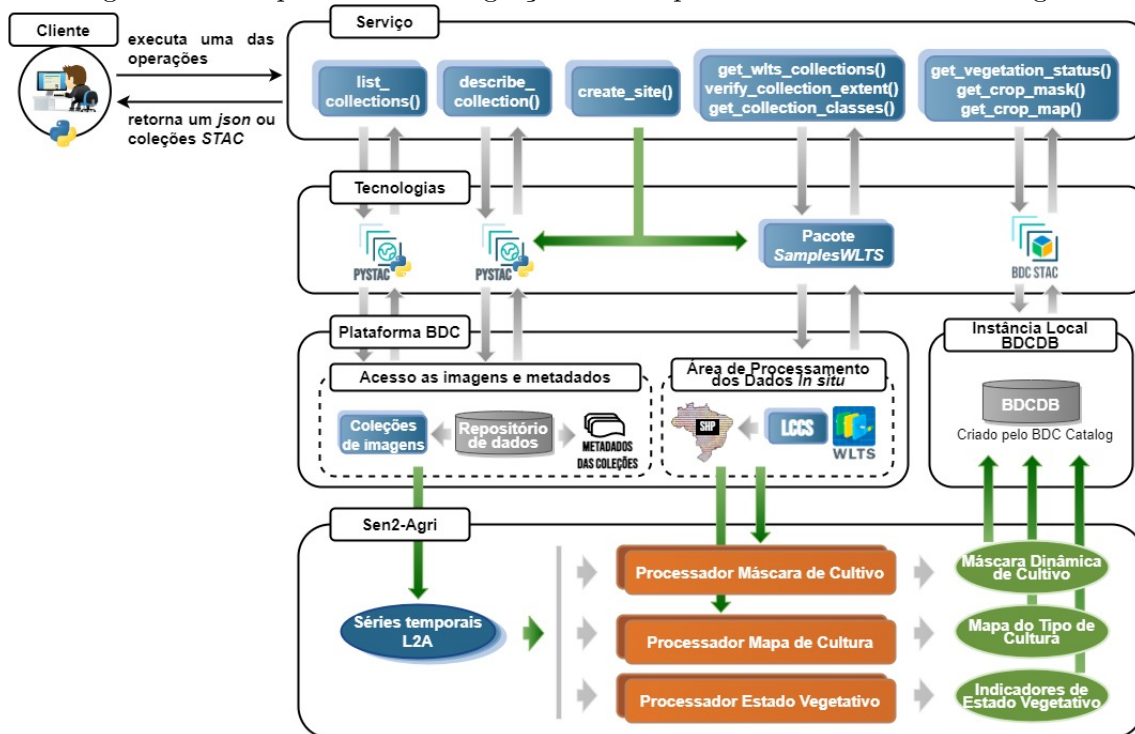 Cliente
executa uma das
operações
retorna um json ou
coleções STAC
Serviço
list_
collections()
describe_
collection()
create_site()
get_wlts_collections()
verify_collection_extent()
get_collection_classes()
get_vegetation_status()
get_crop_mask()
get_crop_map()
Tecnologias
PYSTAC
PYSTAC
Pacote
SamplesWLTS
BDC STAC
Plataforma BDC
Acesso as imagens e metadados
Coleções
de imagens
Repositório
de dados
METADADOS
DAS COLEÇÕES
Área de Processamento
dos Dados In situ
SHP
LCCS
WLTS
Instância Local
BDCDB
BDCDB
Criado pelo BDC Catalog
Sen2-Agri
Séries temporais
L2A
Processador Máscara de Cultivo
Máscara Dinâmica
de Cultivo
Processador Mapa de Cultura
Mapa do Tipo de
Cultura
Processador Estado Vegetativo
Indicadores de
Estado Vegetativo